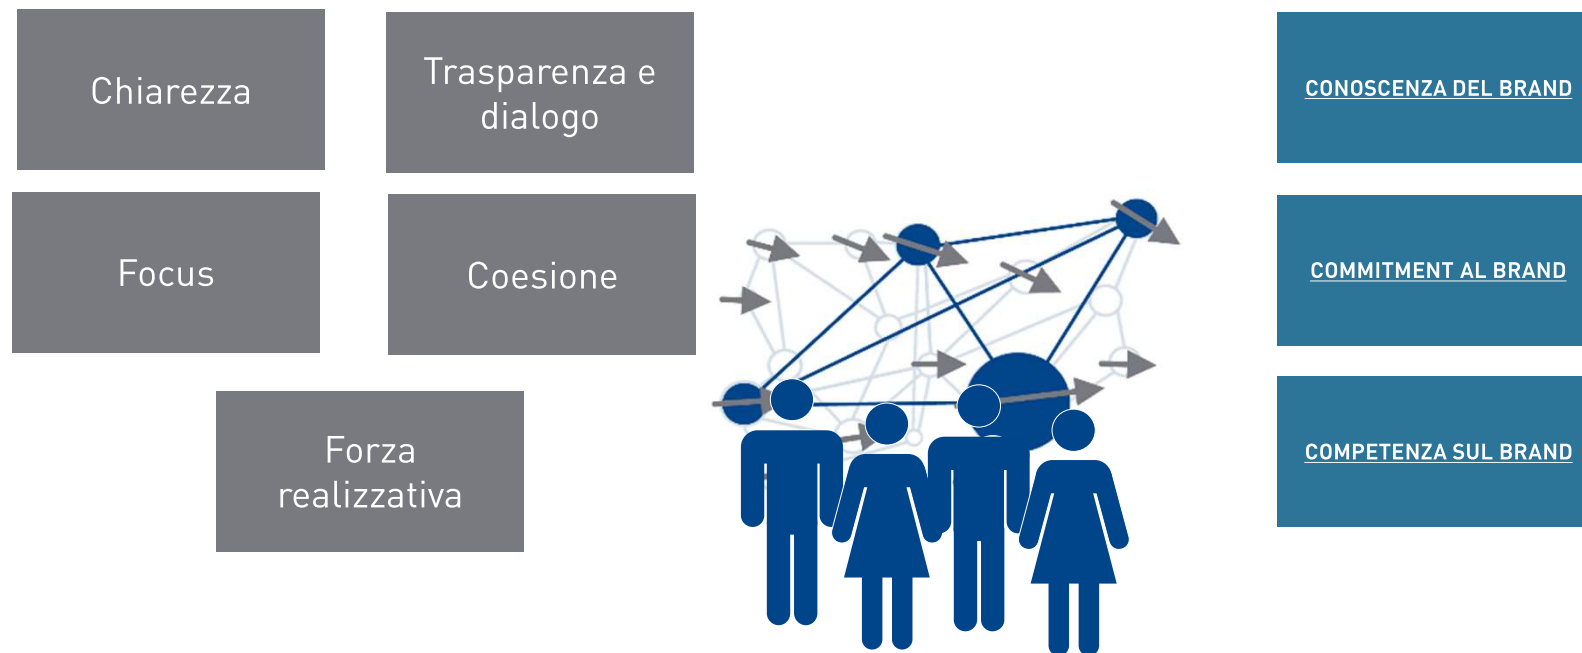 Chiarezza
Trasparenza e
dialogo
Focus
Coesione
Forza
realizzativa
CONOSCENZA DEL BRAND
COMMITMENT AL BRAND
COMPETENZA SUL BRAND